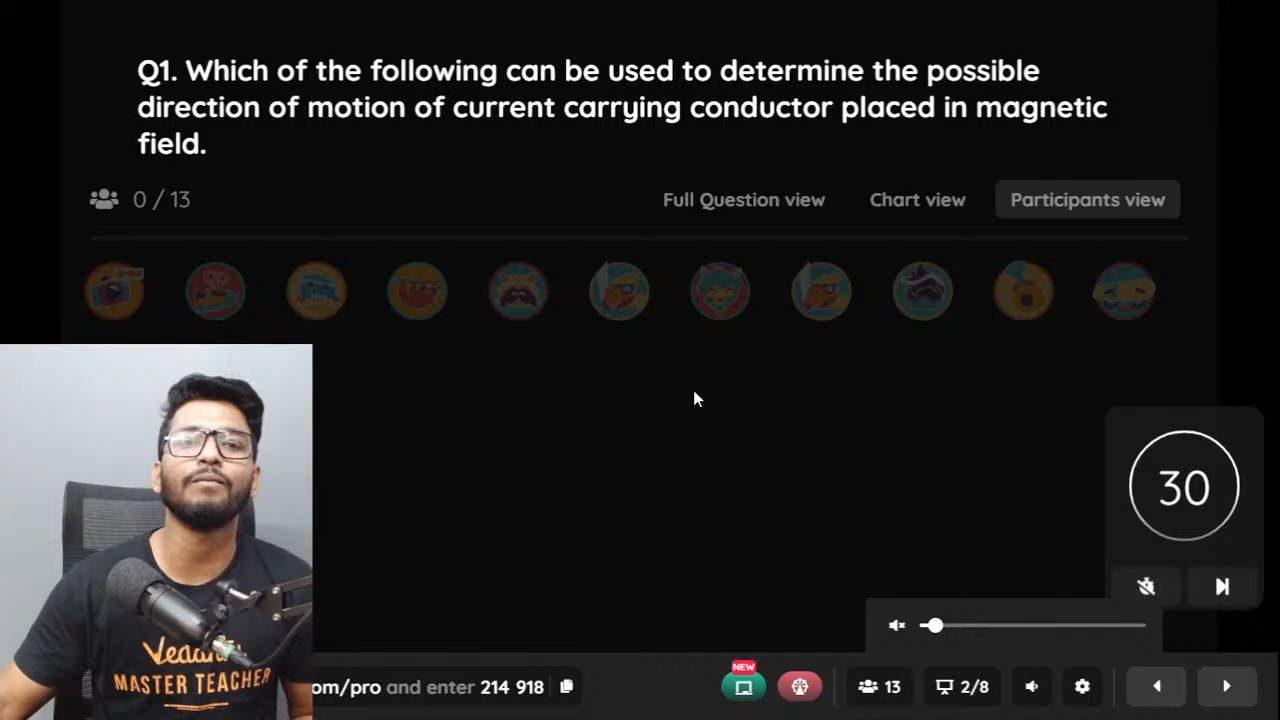 Q1. Which of the following can be used to determine the possible
direction of motion of current carrying conductor placed in magnetic
field.
0 / 13
Full Question view
Chart view
Participants view
30
MASTER TEACHER
om/pro and enter 214 918
NEW
13
2/8